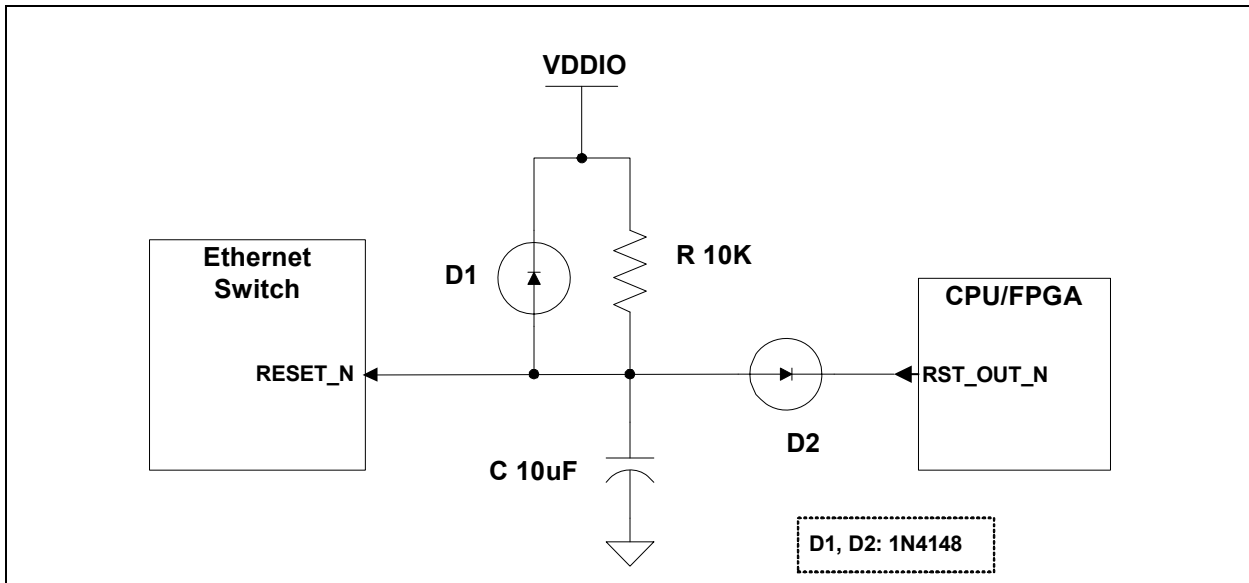 VDDIO
Ethernet
Switch
D1
R 10K
CPU/FPGA
RESET_N
RST_OUT_N
D2
C 10uF
D1, D2: 1N4148